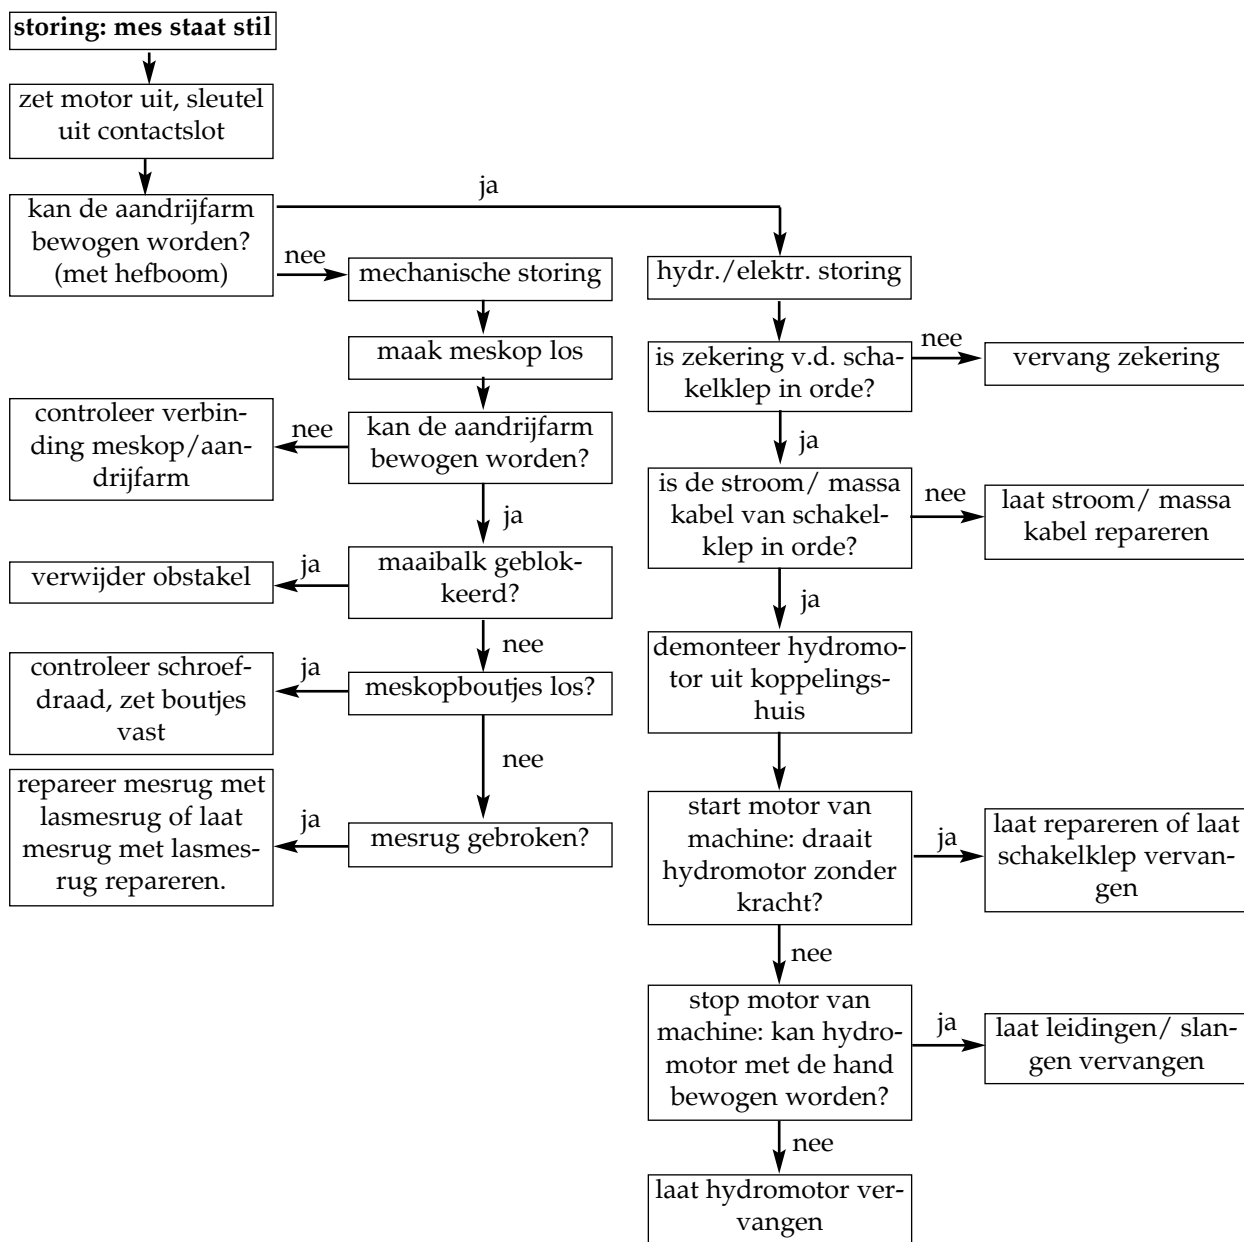 storing: mes staat stil
zet motor uit, sleutel
uit contactslot
kan de aandrijfarm
bewogen worden?
(met hefboom)
ja
nee
mechanische storing
maak meskop los
kan de aandrijfarm
bewogen worden?
nee
controleer verbin-
ding meskop/aan-
drijfarm
ja
maaibalk geblok-
keerd?
ja
verwijder obstakel
nee
meskopboutjes los?
ja
controleer schroef-
draad, zet boutjes
vast
nee
mesrug gebroken?
ja
repareer mesrug met
lasmesrug of laat
mesrug met lasmes-
rug repareren.
hydr./elektr. storing
is zekering v.d. scha-
kelklep in orde?
nee
vervang zekering
ja
is de stroom/ massa
kabel van schakel-
klep in orde?
nee
laat stroom/ massa
kabel repareren
ja
demonteer hydromo-
tor uit koppelings-
huis
start motor van
machine: draait
hydromotor zonder
kracht?
ja
laat repareren of laat
schakelklep vervan-
gen
nee
stop motor van
machine: kan hydro-
motor met de hand
bewogen worden?
ja
laat leidingen/ slan-
gen vervangen
nee
laat hydromotor ver-
vangen